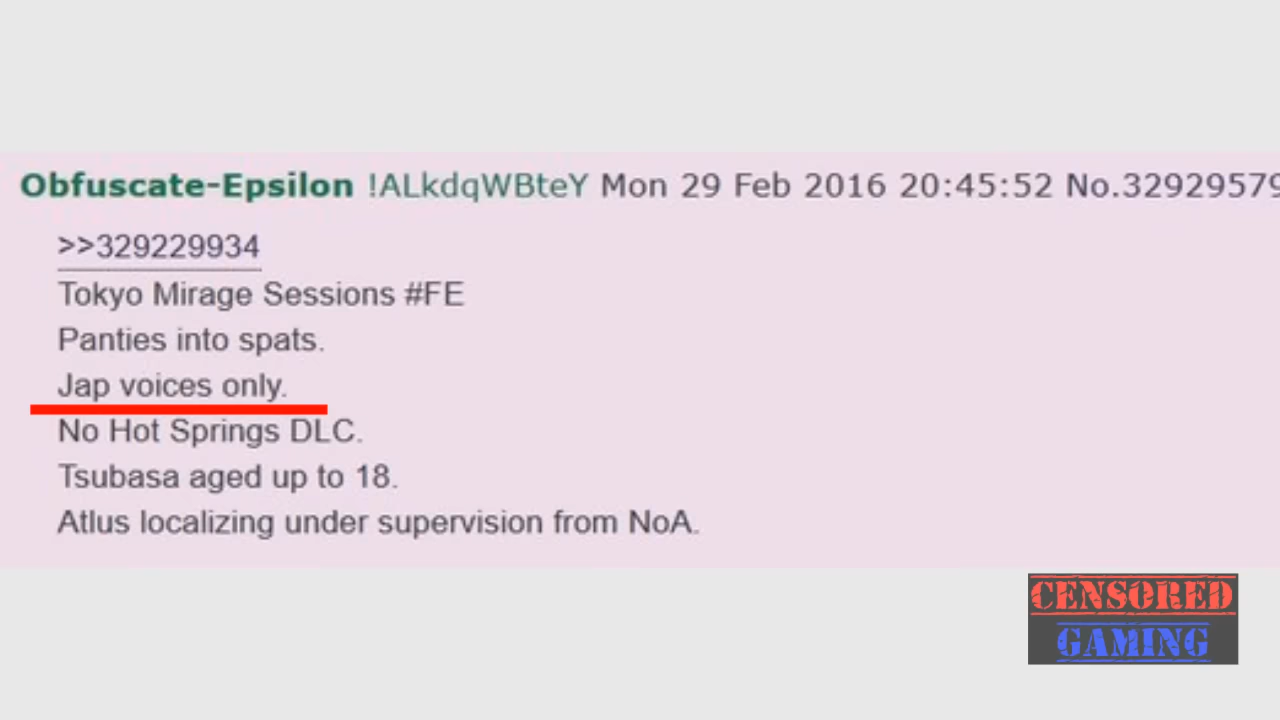 Obfuscate-Epsilon !ALkdqWBteY Mon 29 Feb 2016 20:45:52 No.32929579
>>329229934
Tokyo Mirage Sessions #FE
Panties into spats.
Jap voices only.
No Hot Springs DLC.
Tsubasa aged up to 18.
Atlus localizing under supervision from NoA.
CENSORED
GAMING